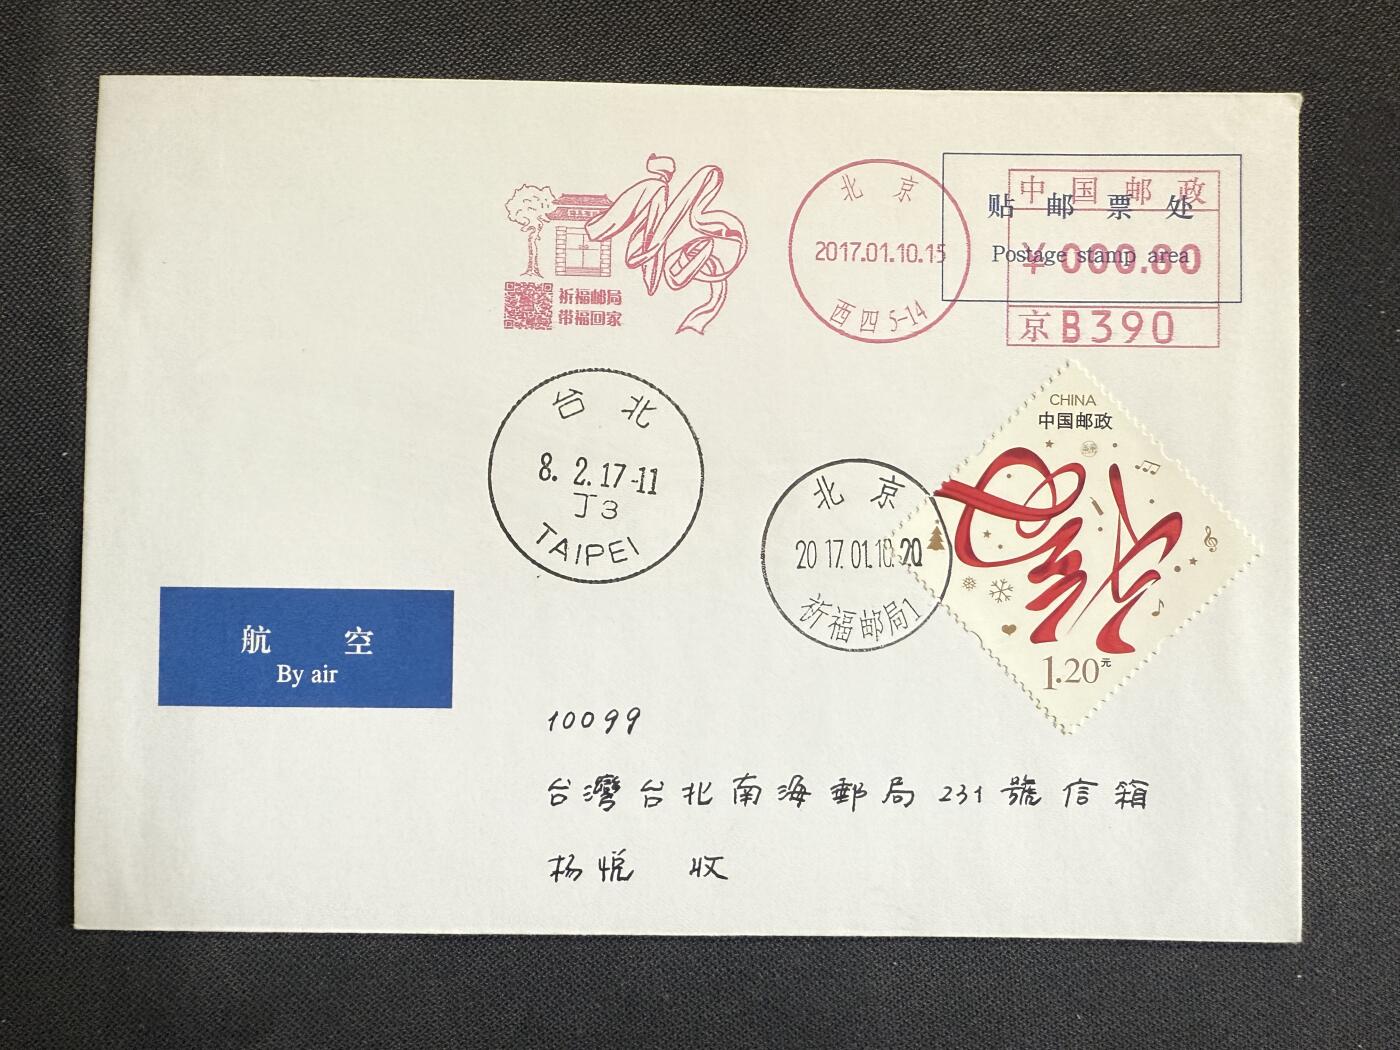 祈福邮局
带福回家
北京
2017.01.10.15
西四 5-14
中国邮政
¥000.80
京B390
贴邮票处
Postage stamp area
台北
8.2.17-11
J3
TAIPEI
北京
2017.01.10.20
祈福邮局1
CHINA
中国邮政
1.20元
航空
By air
10099
台灣台北南海郵局231號信箱
杨悦 收